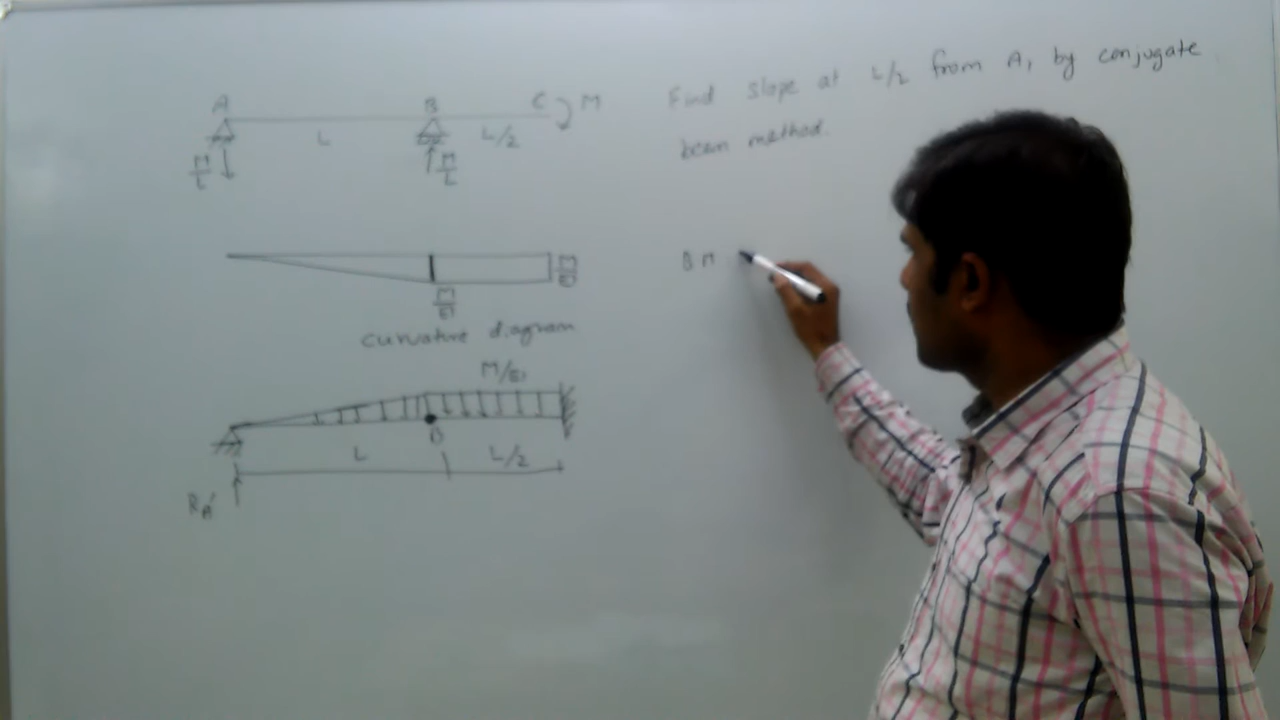 Find slope at L/2 from A, by conjugate
beam method.
A B C M
L L/2
M/L M/L
M/EI
M/EI
curvature diagram
M/EI
B
L L/2
RA'
BM